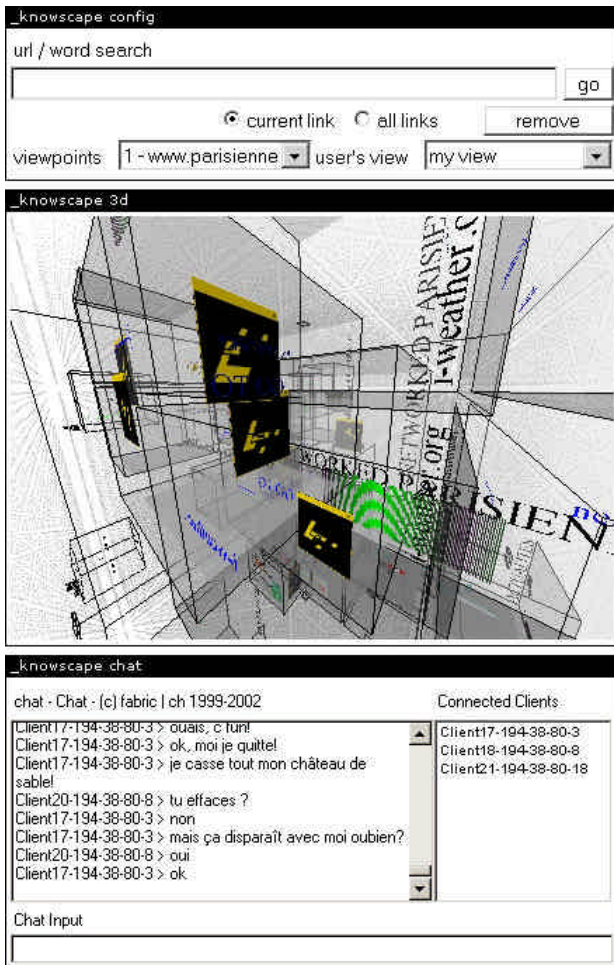 _knowscape config
url / word search
go
current link all links remove
viewpoints 1 - www.parisienne user's view my view
_knowscape 3d
NETWORKED PARISIE
i-weather.c
er.org
WORKED PARISIEN
_knowscape chat
chat - Chat - (c) fabric | ch 1999-2002 Connected Clients
Client17-194-38-80-3 > ouais, c fun!
Client17-194-38-80-3 > ok, moi je quitte!
Client17-194-38-80-3 > je casse tout mon château de
sable!
Client20-194-38-80-8 > tu effaces ?
Client17-194-38-80-3 > non
Client17-194-38-80-3 > mais ça disparaît avec moi oubien?
Client20-194-38-80-8 > oui
Client17-194-38-80-3 > ok
Client17-194-38-80-3
Client18-194-38-80-8
Client21-194-38-80-18
Chat Input